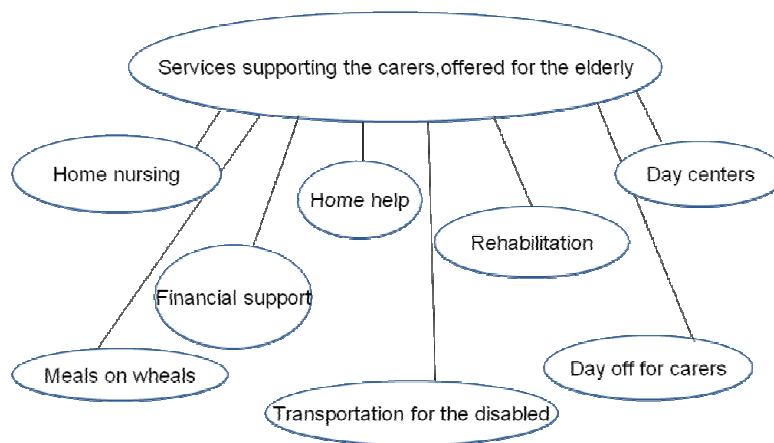 Services supporting the carers,offered for the elderly
Home nursing
Day centers
Home help
Rehabilitation
Financial support
Meals on wheals
Day off for carers
Transportation for the disabled